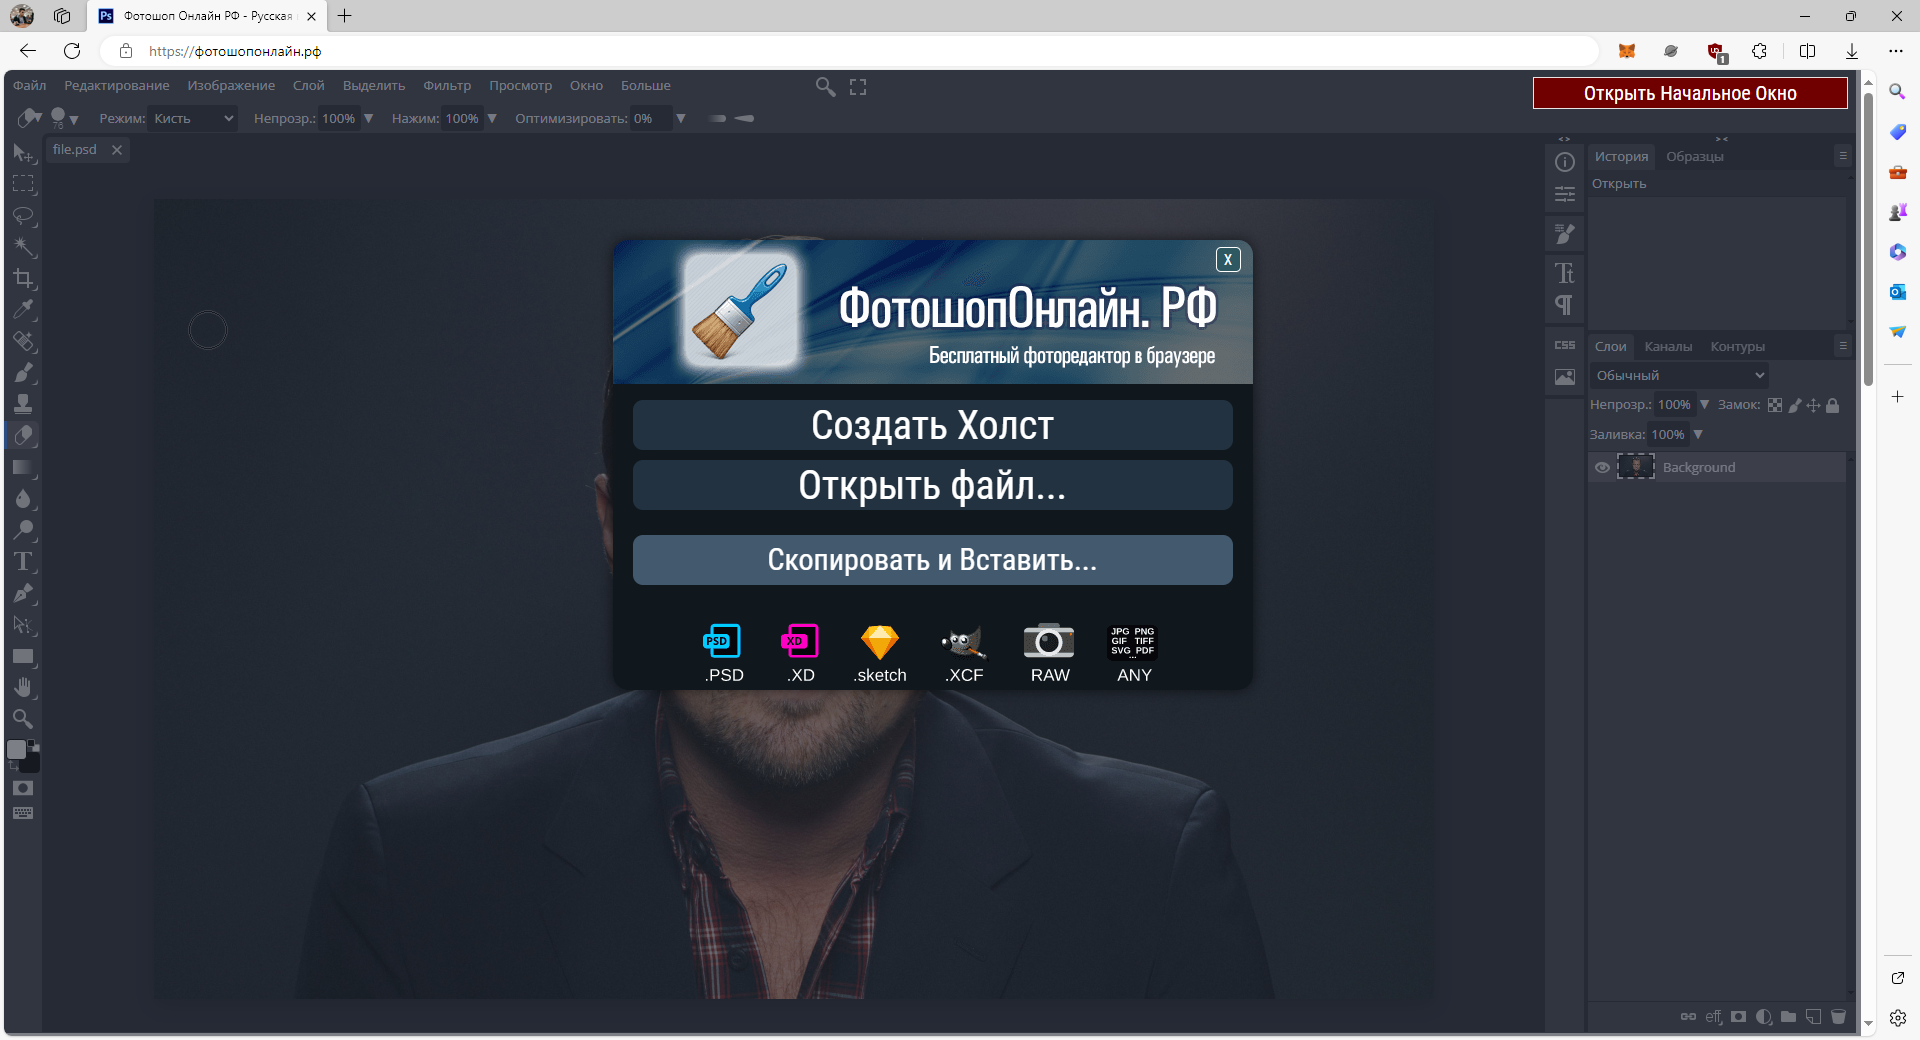 Фотошоп Онлайн РФ - Русская
https://фотошопонлайн.рф
1
Файл Редактирование Изображение Слой Выделить Фильтр Просмотр Окно Больше
Открыть Начальное Окно
78
Режим: Кисть Непрозр.: 100% Нажим: 100% Оптимизировать: 0%
file.psd
История Образцы
Открыть
X
ФотошопОнлайн. РФ
Бесплатный фоторедактор в браузере
CSS
Слои Каналы Контуры
Обычный
Непрозр.: 100% Замок:
Заливка: 100%
Background
Создать Холст
Открыть файл...
Скопировать и Вставить...
PSD
XD
JPG PNG
GIF TIFF
SVG PDF
...
.PSD .XD .sketch .XCF RAW ANY
eff